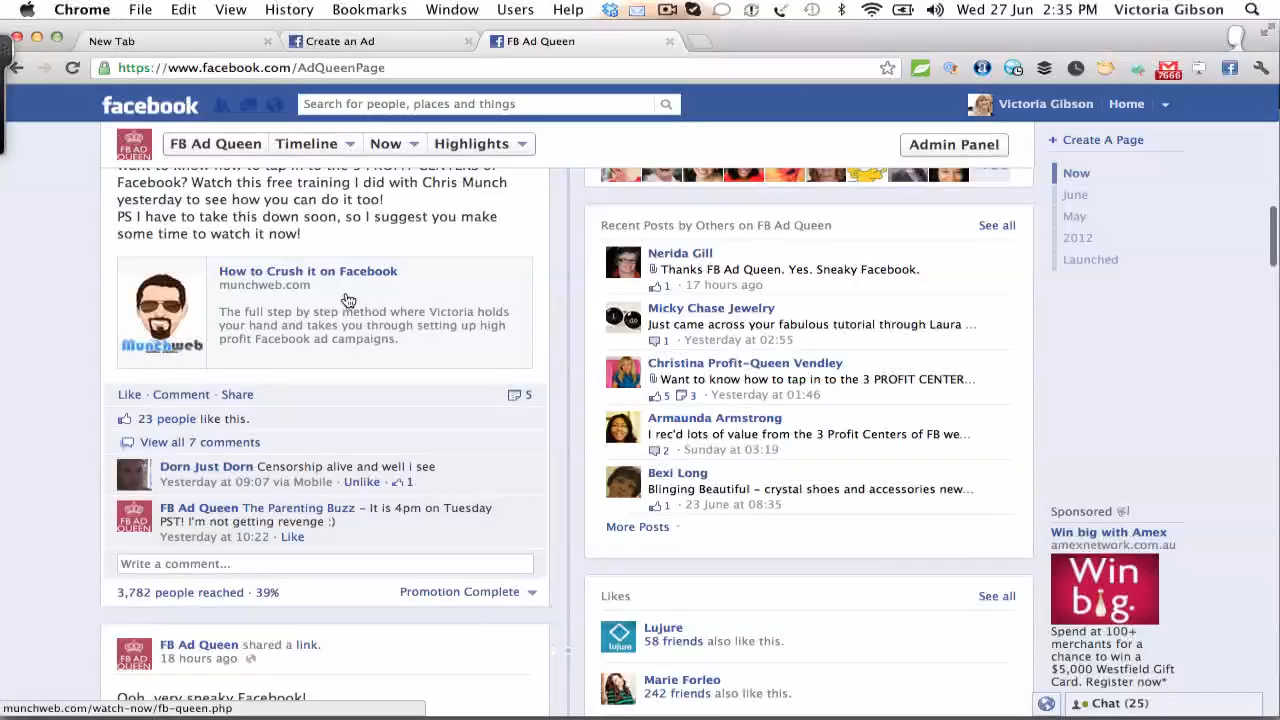 Chrome File Edit View History Bookmarks Window Users Help Wed 27 Jun 2:35 PM Victoria Gibson
New Tab Create an Ad FB Ad Queen
https://www.facebook.com/AdQueenPage
7666
facebook Search for people, places and things Victoria Gibson Home
FB AD QUEEN FB Ad Queen Timeline Now Highlights Admin Panel
+ Create A Page
Now
June
May
2012
Launched
Facebook? Watch this free training I did with Chris Munch
yesterday to see how you can do it too!
PS I have to take this down soon, so I suggest you make
some time to watch it now!
Munchweb
How to Crush it on Facebook
munchweb.com
The full step by step method where Victoria holds
your hand and takes you through setting up high
profit Facebook ad campaigns.
Like · Comment · Share 5
23 people like this.
View all 7 comments
Dorn Just Dorn Censorship alive and well i see
Yesterday at 09:07 via Mobile · Unlike · 1
FB AD QUEEN
FB Ad Queen The Parenting Buzz - It is 4pm on Tuesday
PST! I'm not getting revenge :)
Yesterday at 10:22 · Like
Write a comment...
3,782 people reached · 39% Promotion Complete
FB AD QUEEN
FB Ad Queen shared a link.
18 hours ago
Ooh, very sneaky Facebook!
Recent Posts by Others on FB Ad Queen See all
Nerida Gill
Thanks FB Ad Queen. Yes. Sneaky Facebook.
1 · 17 hours ago
Micky Chase Jewelry
Just came across your fabulous tutorial through Laura ...
1 · Yesterday at 02:55
Christina Profit-Queen Vendley
Want to know how to tap in to the 3 PROFIT CENTER...
5 3 · Yesterday at 01:46
Armaunda Armstrong
I rec'd lots of value from the 3 Profit Centers of FB we...
2 · Sunday at 03:19
Bexi Long
Blinging Beautiful - crystal shoes and accessories new...
1 · 23 June at 08:35
More Posts
Likes See all
lujure
Lujure
58 friends also like this.
Marie Forleo
242 friends also like this.
Sponsored
Win big with Amex
amexnetwork.com.au
Win
big.
Spend at 100+
merchants for a
chance to win a
$5,000 Westfield Gift
Card. Register now*
Chat (25)
munchweb.com/watch-now/fb-queen.php